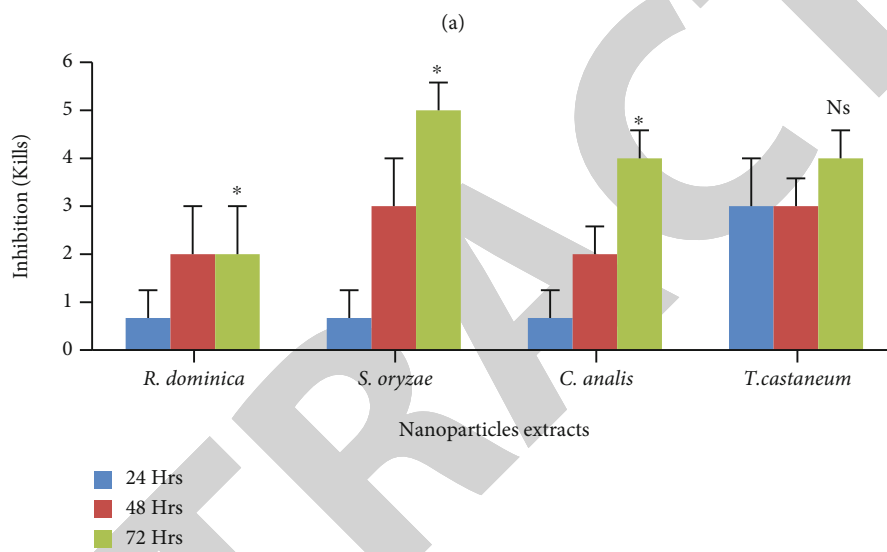 (a)
6
5
4
3
2
1
0
Inhibition (Kills)
*
*
*
Ns
R. dominica
S. oryzae
C. analis
T.castaneum
Nanoparticles extracts
24 Hrs
48 Hrs
72 Hrs
TRACT